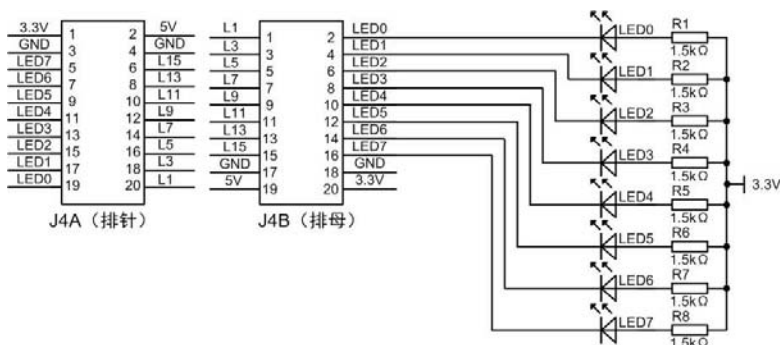 3.3V 1 2 5V
GND 3 4 GND
LED7 5 6 L15
LED6 7 8 L13
LED5 9 10 L11
LED4 11 12 L9
LED3 13 14 L7
LED2 15 16 L5
LED1 17 18 L3
LED0 19 20 L1
J4A（排针）
L1 1 2 LED0
L3 3 4 LED1
L5 5 6 LED2
L7 7 8 LED3
L9 9 10 LED4
L11 11 12 LED5
L13 13 14 LED6
L15 15 16 LED7
GND 17 18 GND
5V 19 20 3.3V
J4B（排母）
LED0 R1
1.5kΩ
LED1 R2
1.5kΩ
LED2 R3
1.5kΩ
LED3 R4
1.5kΩ
LED4 R5
1.5kΩ
LED5 R6
1.5kΩ
LED6 R7
1.5kΩ
LED7 R8
1.5kΩ
3.3V